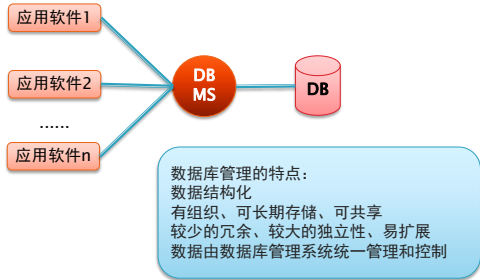 应用软件1
应用软件2
......
应用软件n
DB
MS
DB
数据库管理的特点：
数据结构化
有组织、可长期存储、可共享
较少的冗余、较大的独立性、易扩展
数据由数据库管理系统统一管理和控制